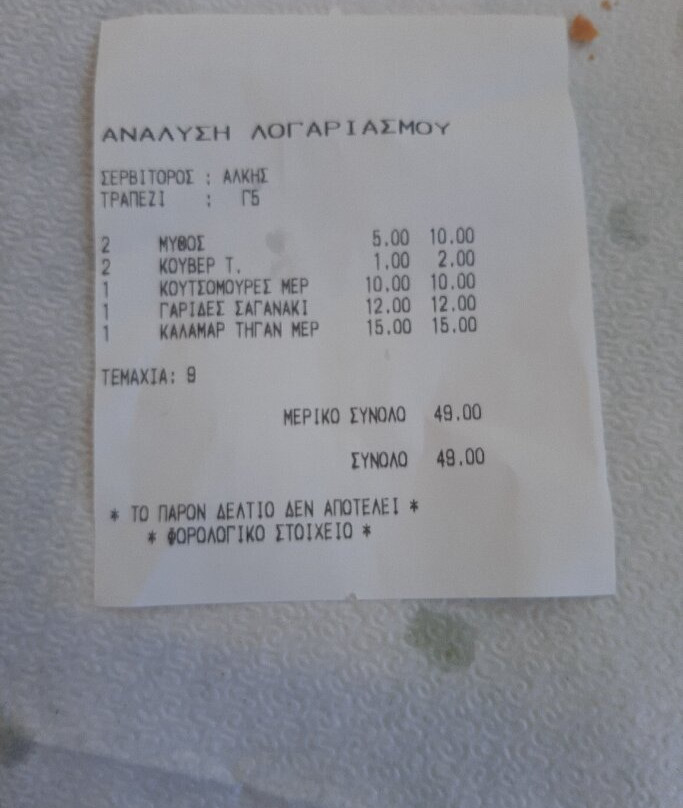 ΑΝΑΛΥΣΗ ΛΟΓΑΡΙΑΣΜΟΥ
ΣΕΡΒΙΤΟΡΟΣ : ΑΛΚΗΣ
ΤΡΑΠΕΖΙ : Γ5
2 ΜΥΘΟΣ 5.00 10.00
2 ΚΟΥΒΕΡ Τ. 1.00 2.00
1 ΚΟΥΤΣΟΜΟΥΡΕΣ ΜΕΡ 10.00 10.00
1 ΓΑΡΙΔΕΣ ΣΑΓΑΝΑΚΙ 12.00 12.00
1 ΚΑΛΑΜΑΡ ΤΗΓΑΝ ΜΕΡ 15.00 15.00
ΤΕΜΑΧΙΑ: 9
ΜΕΡΙΚΟ ΣΥΝΟΛΟ 49.00
ΣΥΝΟΛΟ 49.00
* ΤΟ ΠΑΡΟΝ ΔΕΛΤΙΟ ΔΕΝ ΑΠΟΤΕΛΕΙ *
* ΦΟΡΟΛΟΓΙΚΟ ΣΤΟΙΧΕΙΟ *